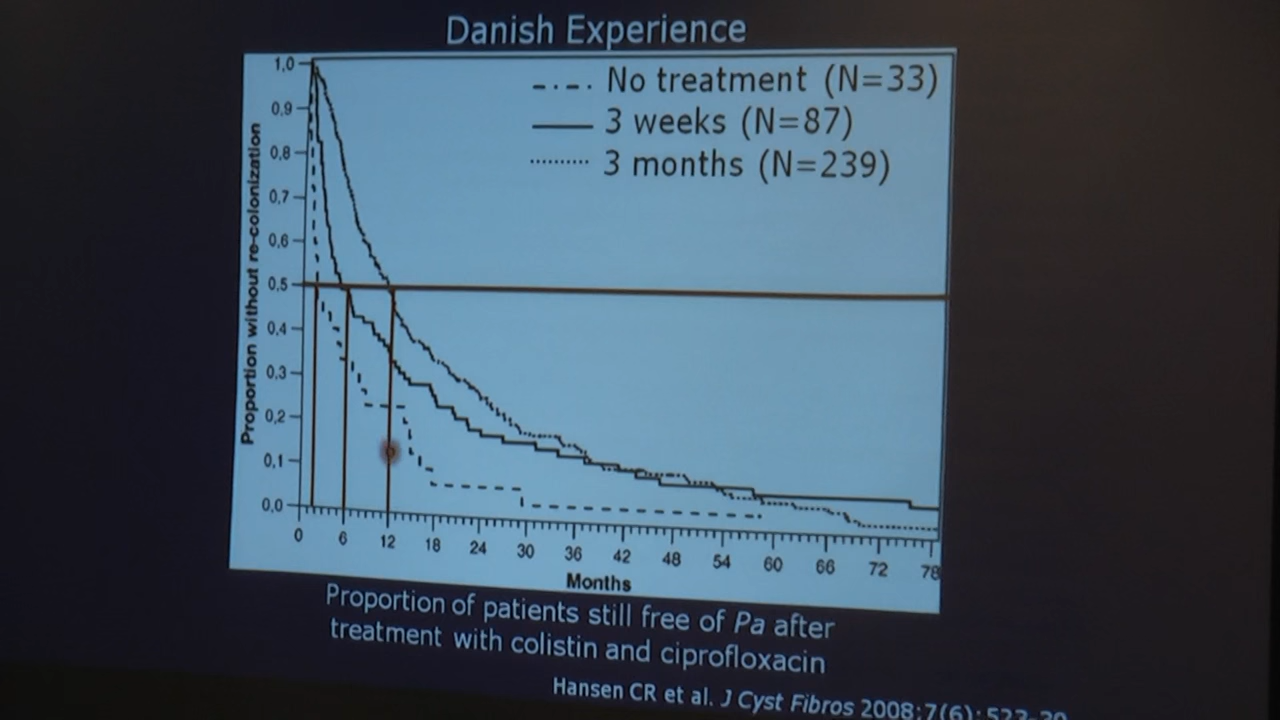 Danish Experience
No treatment (N=33)
3 weeks (N=87)
3 months (N=239)
Proportion without re-colonization
1,0
0,9
0,8
0,7
0,6
0,5
0,4
0,3
0,2
0,1
0,0
0 6 12 18 24 30 36 42 48 54 60 66 72 78
Months
Proportion of patients still free of Pa after
treatment with colistin and ciprofloxacin
Hansen CR et al. J Cyst Fibros 2008;7(6):